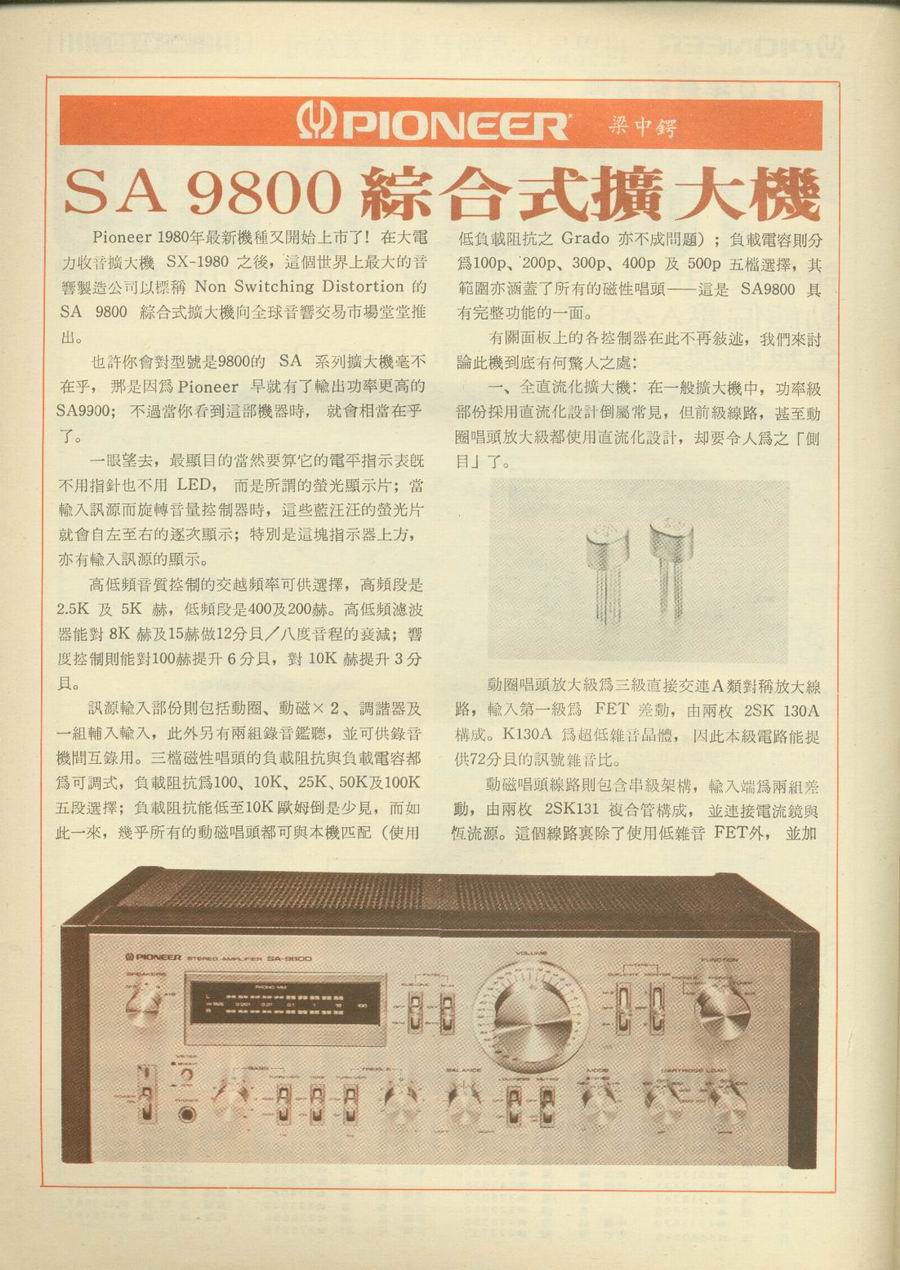 PIONEER 梁中鍔
SA 9800 綜合式擴大機
Pioneer 1980年最新機種又開始上市了! 在大電
力收音擴大機 SX-1980 之後,這個世界上最大的音
響製造公司以標稱 Non Switching Distortion 的
SA 9800 綜合式擴大機向全球音響交易市場堂堂推
出。
也許你會對型號是9800的 SA 系列擴大機毫不
在乎, 那是因爲 Pioneer 早就有了輸出功率更高的
SA9900; 不過當你看到這部機器時, 就會相當在乎
了。
一眼望去,最顯目的當然要算它的電平指示表旣
不用指針也不用 LED, 而是所謂的螢光顯示片;當
輸入訊源而旋轉音量控制器時,這些藍汪汪的螢光片
就會自左至右的逐次顯示;特別是這塊指示器上方,
亦有輸入訊源的顯示。
高低頻音質控制的交越頻率可供選擇,高頻段是
2.5K 及 5K 赫,低頻段是400及200赫。高低頻濾波
器能對 8K 赫及15赫做12分貝/八度音程的衰減;響
度控制則能對100赫提升 6 分貝,對 10K 赫提升 3 分
貝。
訊源輸入部份則包括動圈、動磁×2、調諧器及
一組輔入輸入,此外另有兩組錄音鑑聽,並可供錄音
機間互錄用。三檔磁性唱頭的負載阻抗與負載電容都
爲可調式,負載阻抗爲100、10K、25K、50K及100K
五段選擇;負載阻抗能低至10K 歐姆倒是少見,而如
此一來,幾乎所有的動磁唱頭都可與本機匹配(使用
低負載阻抗之 Grado 亦不成問題);負載電容則分
爲100p、200p、300p、400p 及 500p 五檔選擇,其
範圍亦涵蓋了所有的磁性唱頭——這是 SA9800 具
有完整功能的一面。
有關面板上的各控制器在此不再敍述,我們來討
論此機到底有何驚人之處:
一、全直流化擴大機:在一般擴大機中,功率級
部份採用直流化設計倒屬常見,但前級線路,甚至動
圈唱頭放大級都使用直流化設計,却要令人爲之「側
目」了。
動圈唱頭放大級爲三級直接交連A類對稱放大線
路,輸入第一級爲 FET 差動,由兩枚 2SK 130A
構成。K130A 爲超低雜音晶體,因此本級電路能提
供72分貝的訊號雜音比。
動磁唱頭線路則包含串級架構,輸入端爲兩組差
動,由兩枚 2SK131 複合管構成, 並連接電流鏡與
恆流源。這個線路裏除了使用低雜音 FET外, 並加
PIONEER STEREO AMPLIFIER SA-9800
SPEAKERS
PHONO MM
L
0.001 0.01 0.1 1 10 100
R
VOLUME
FUNCTION
BASS
TREBLE
BALANCE
MODE
CARTRIDGE LOAD